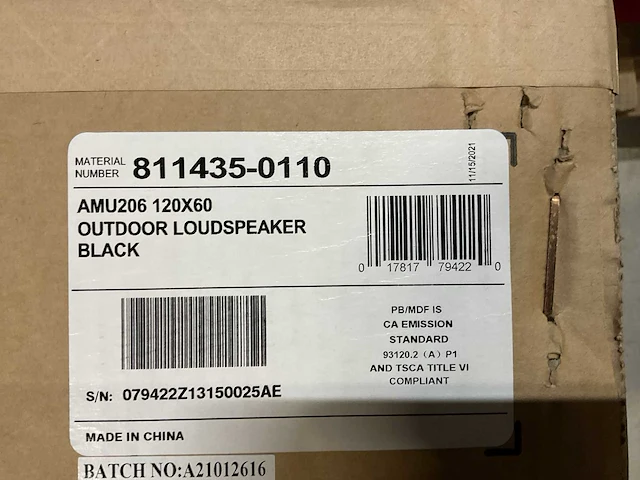 MATERIAL NUMBER 811435-0110
11/15/2021
AMU206 120X60
OUTDOOR LOUDSPEAKER
BLACK
0 17817 79422 0
PB/MDF IS
CA EMISSION
STANDARD
93120.2 (A) P1
AND TSCA TITLE VI
COMPLIANT
S/N: 079422Z13150025AE
MADE IN CHINA
BATCH NO:A21012616